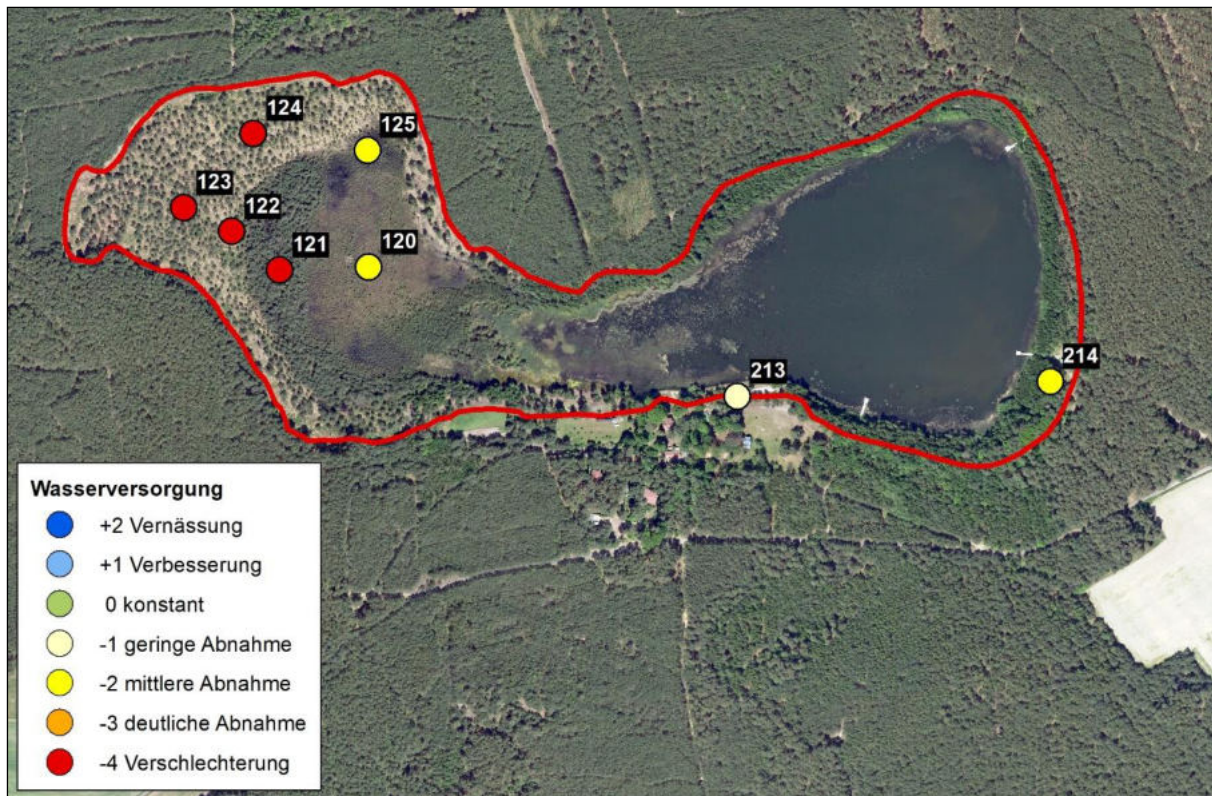 124
125
123
122
121
120
213
214
Wasserversorgung
+2 Vernässung
+1 Verbesserung
0 konstant
-1 geringe Abnahme
-2 mittlere Abnahme
-3 deutliche Abnahme
-4 Verschlechterung